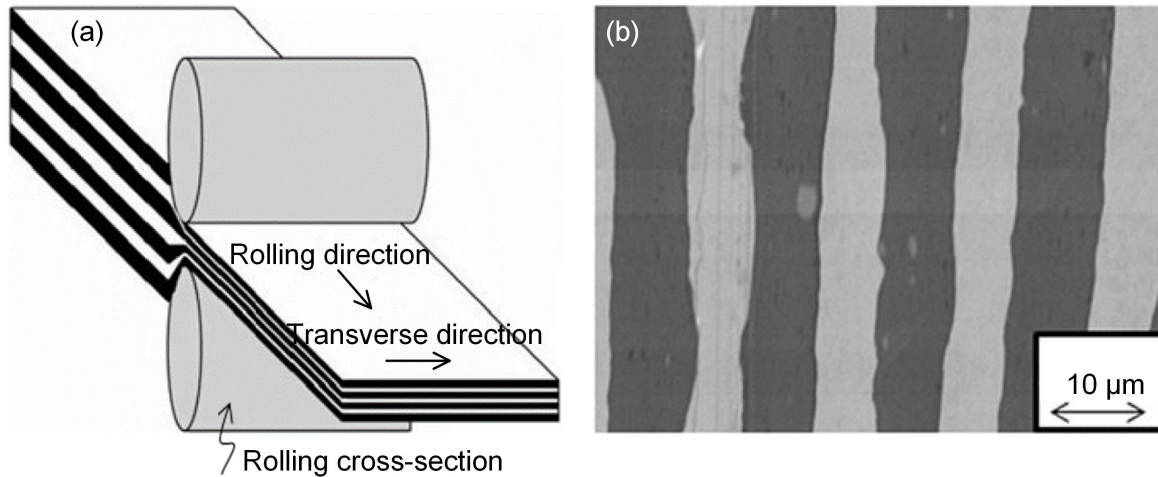 (a)
Rolling direction
Transverse direction
Rolling cross-section
(b)
10 µm